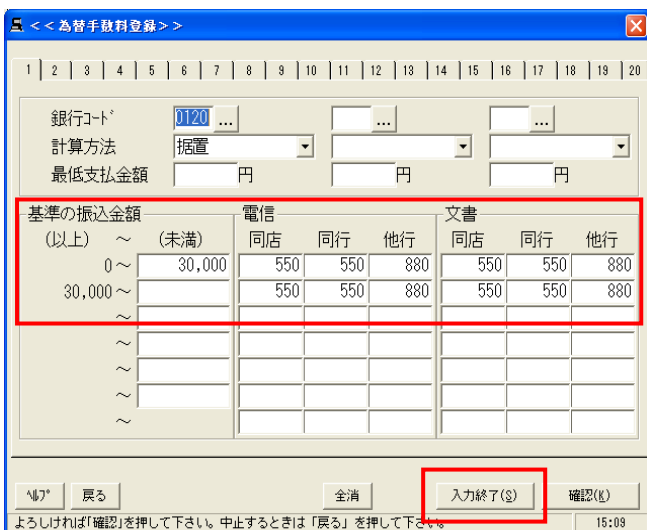 <<為替手数料登録>>
1 2 3 4 5 6 7 8 9 10 11 12 13 14 15 16 17 18 19 20
銀行ｺｰﾄﾞ 0120 ... ... ...
計算方法 据置
最低支払金額 円 円 円
基準の振込金額 電信 文書
(以上) ～ (未満) 同店 同行 他行 同店 同行 他行
0～ 30,000 550 550 880 550 550 880
30,000～ 550 550 880 550 550 880
～
～
～
～
～
ﾍﾙﾌﾟ 戻る 全消 入力終了(S) 確認(K)
よろしければ「確認」を押して下さい。中止するときは「戻る」を押して下さい。 15:09